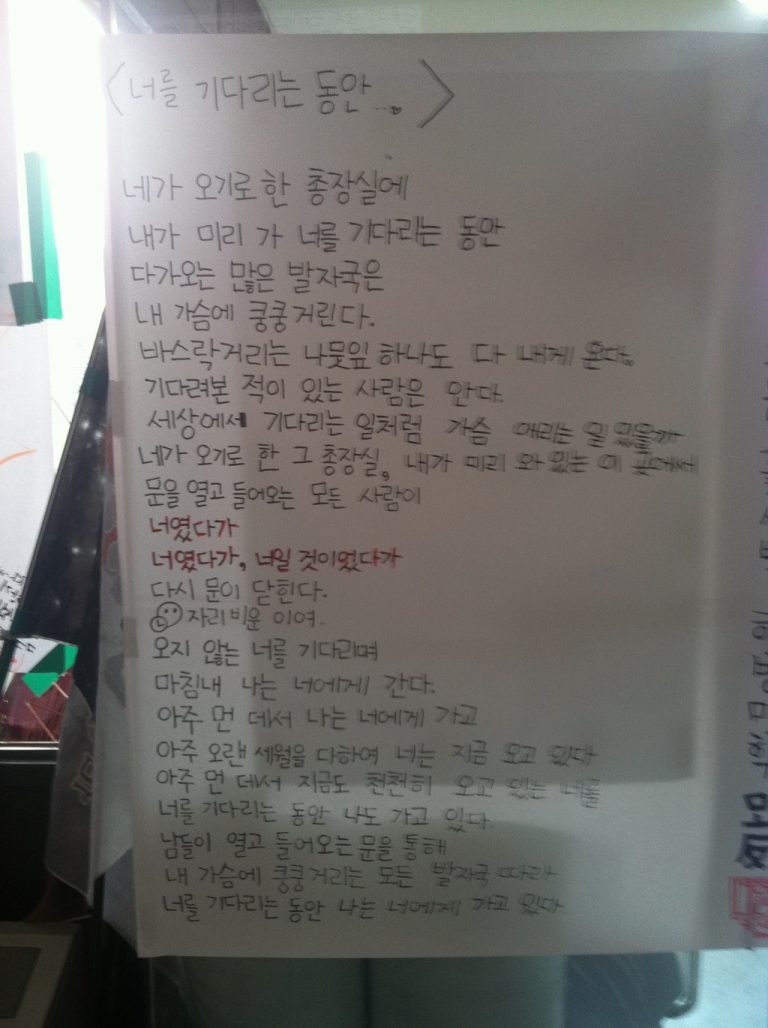 <너를 기다리는 동안...>
네가 오기로 한 총장실에
내가 미리 가 너를 기다리는 동안
다가오는 많은 발자국은
내 가슴에 쿵쿵거린다.
바스락거리는 나뭇잎 하나도 다 내게 온다.
기다려본 적이 있는 사람은 안다.
세상에서 기다리는 일처럼 가슴 애리는 일 있을까
네가 오기로 한 그 총장실, 내가 미리 와 있는 이 곳에서
문을 열고 들어오는 모든 사람이
너였다가
너였다가, 너일 것이었다가
다시 문이 닫힌다.
자리비운 이여
오지 않는 너를 기다리며
마침내 나는 너에게 간다.
아주 먼 데서 나는 너에게 가고
아주 오랜 세월을 다하여 너는 지금 오고 있다
아주 먼 데서 지금도 천천히 오고 있는 너를
너를 기다리는 동안 나도 가고 있다.
남들이 열고 들어오는 문을 통해
내 가슴에 쿵쿵거리는 모든 발자국 따라
너를 기다리는 동안 나는 너에게 가고 있다